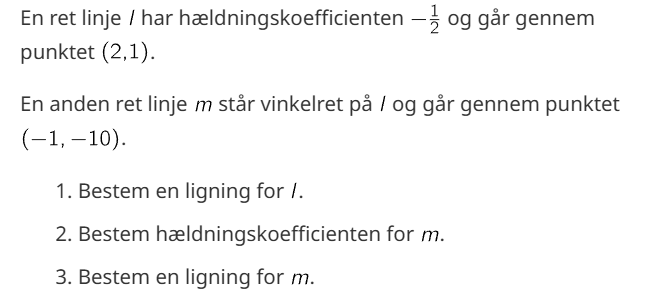 En ret linje l har hældningskoefficienten −1/2 og går gennem
punktet (2,1).
En anden ret linje m står vinkelret på l og går gennem punktet
(−1, −10).
1. Bestem en ligning for l.
2. Bestem hældningskoefficienten for m.
3. Bestem en ligning for m.